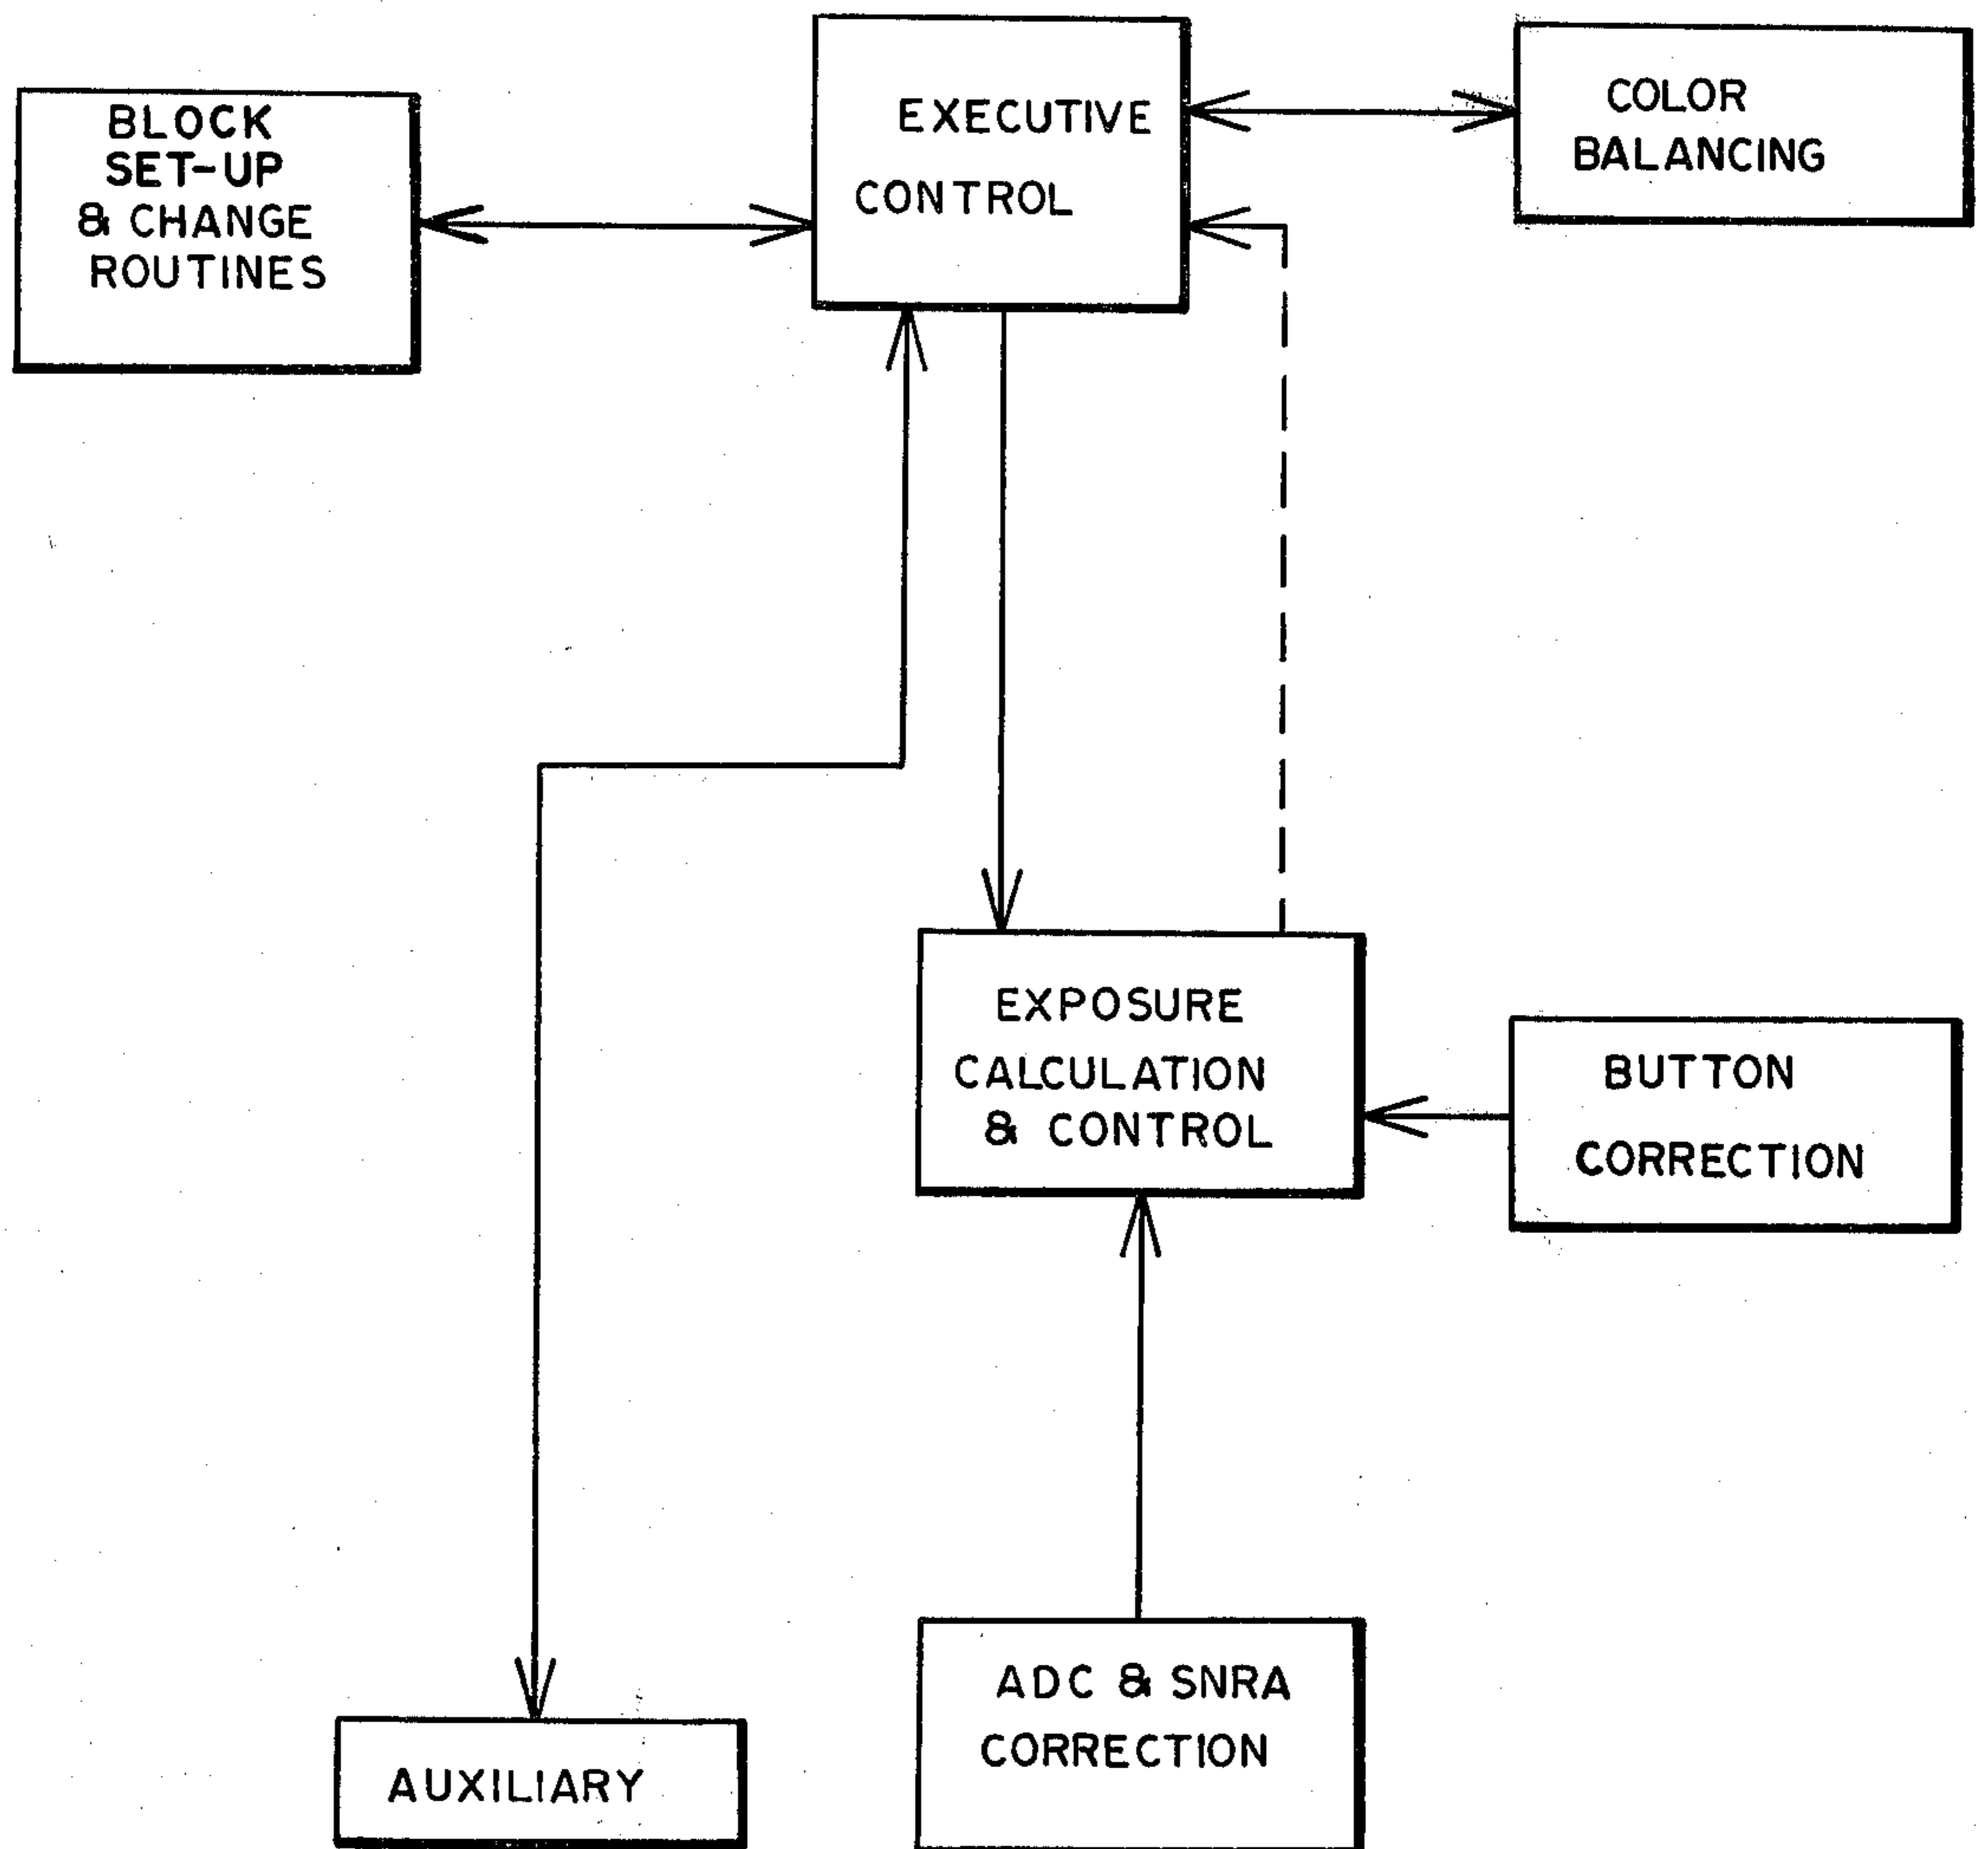 BLOCK
SET-UP
& CHANGE
ROUTINES
EXECUTIVE
CONTROL
COLOR
BALANCING
EXPOSURE
CALCULATION
& CONTROL
BUTTON
CORRECTION
AUXILIARY
ADC & SNRA
CORRECTION